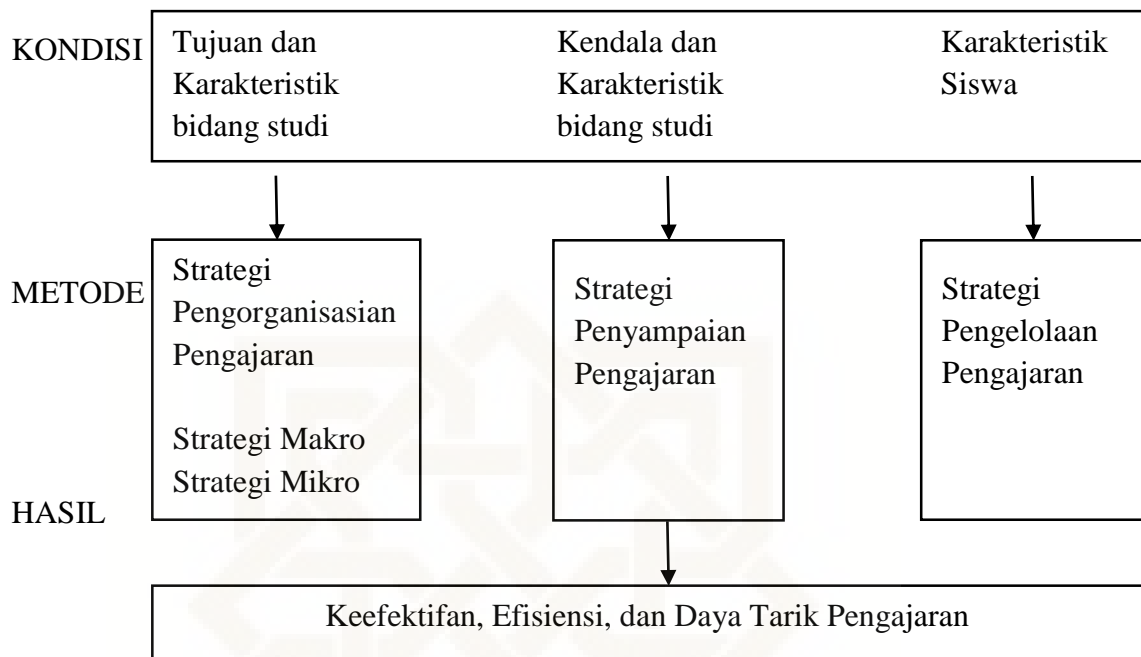 KONDISI
Tujuan dan
Karakteristik
bidang studi
Kendala dan
Karakteristik
bidang studi
Karakteristik
Siswa
METODE
Strategi
Pengorganisasian
Pengajaran
Strategi Makro
Strategi Mikro
Strategi
Penyampaian
Pengajaran
Strategi
Pengelolaan
Pengajaran
HASIL
Keefektifan, Efisiensi, dan Daya Tarik Pengajaran